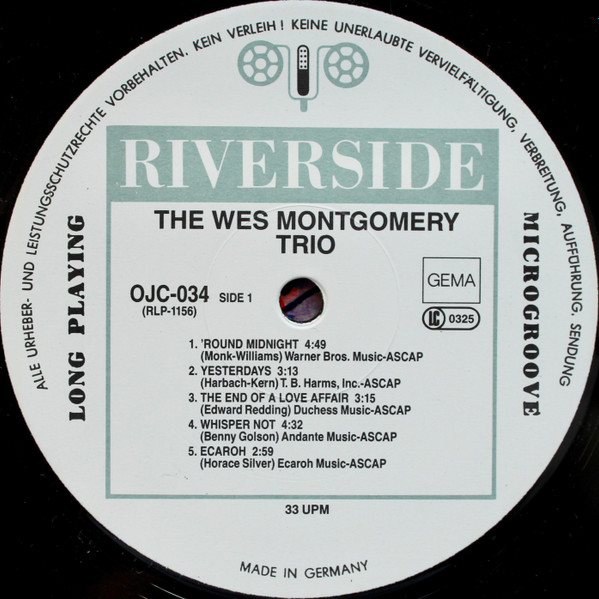 ALLE URHEBER- UND LEISTUNGSSCHUTZRECHTE VORBEHALTEN. KEIN VERLEIH! KEINE UNERLAUBTE VERVIELFÄLTIGUNG, VERBREITUNG, AUFFÜHRUNG, SENDUNG
RIVERSIDE
THE WES MONTGOMERY
TRIO
LONG PLAYING
MICROGROOVE
OJC-034 SIDE 1
(RLP-1156)
GEMA
LC 0325
1. 'ROUND MIDNIGHT 4:49
(Monk-Williams) Warner Bros. Music-ASCAP
2. YESTERDAYS 3:13
(Harbach-Kern) T. B. Harms, Inc.-ASCAP
3. THE END OF A LOVE AFFAIR 3:15
(Edward Redding) Duchess Music-ASCAP
4. WHISPER NOT 4:32
(Benny Golson) Andante Music-ASCAP
5. ECAROH 2:59
(Horace Silver) Ecaroh Music-ASCAP
33 UPM
MADE IN GERMANY